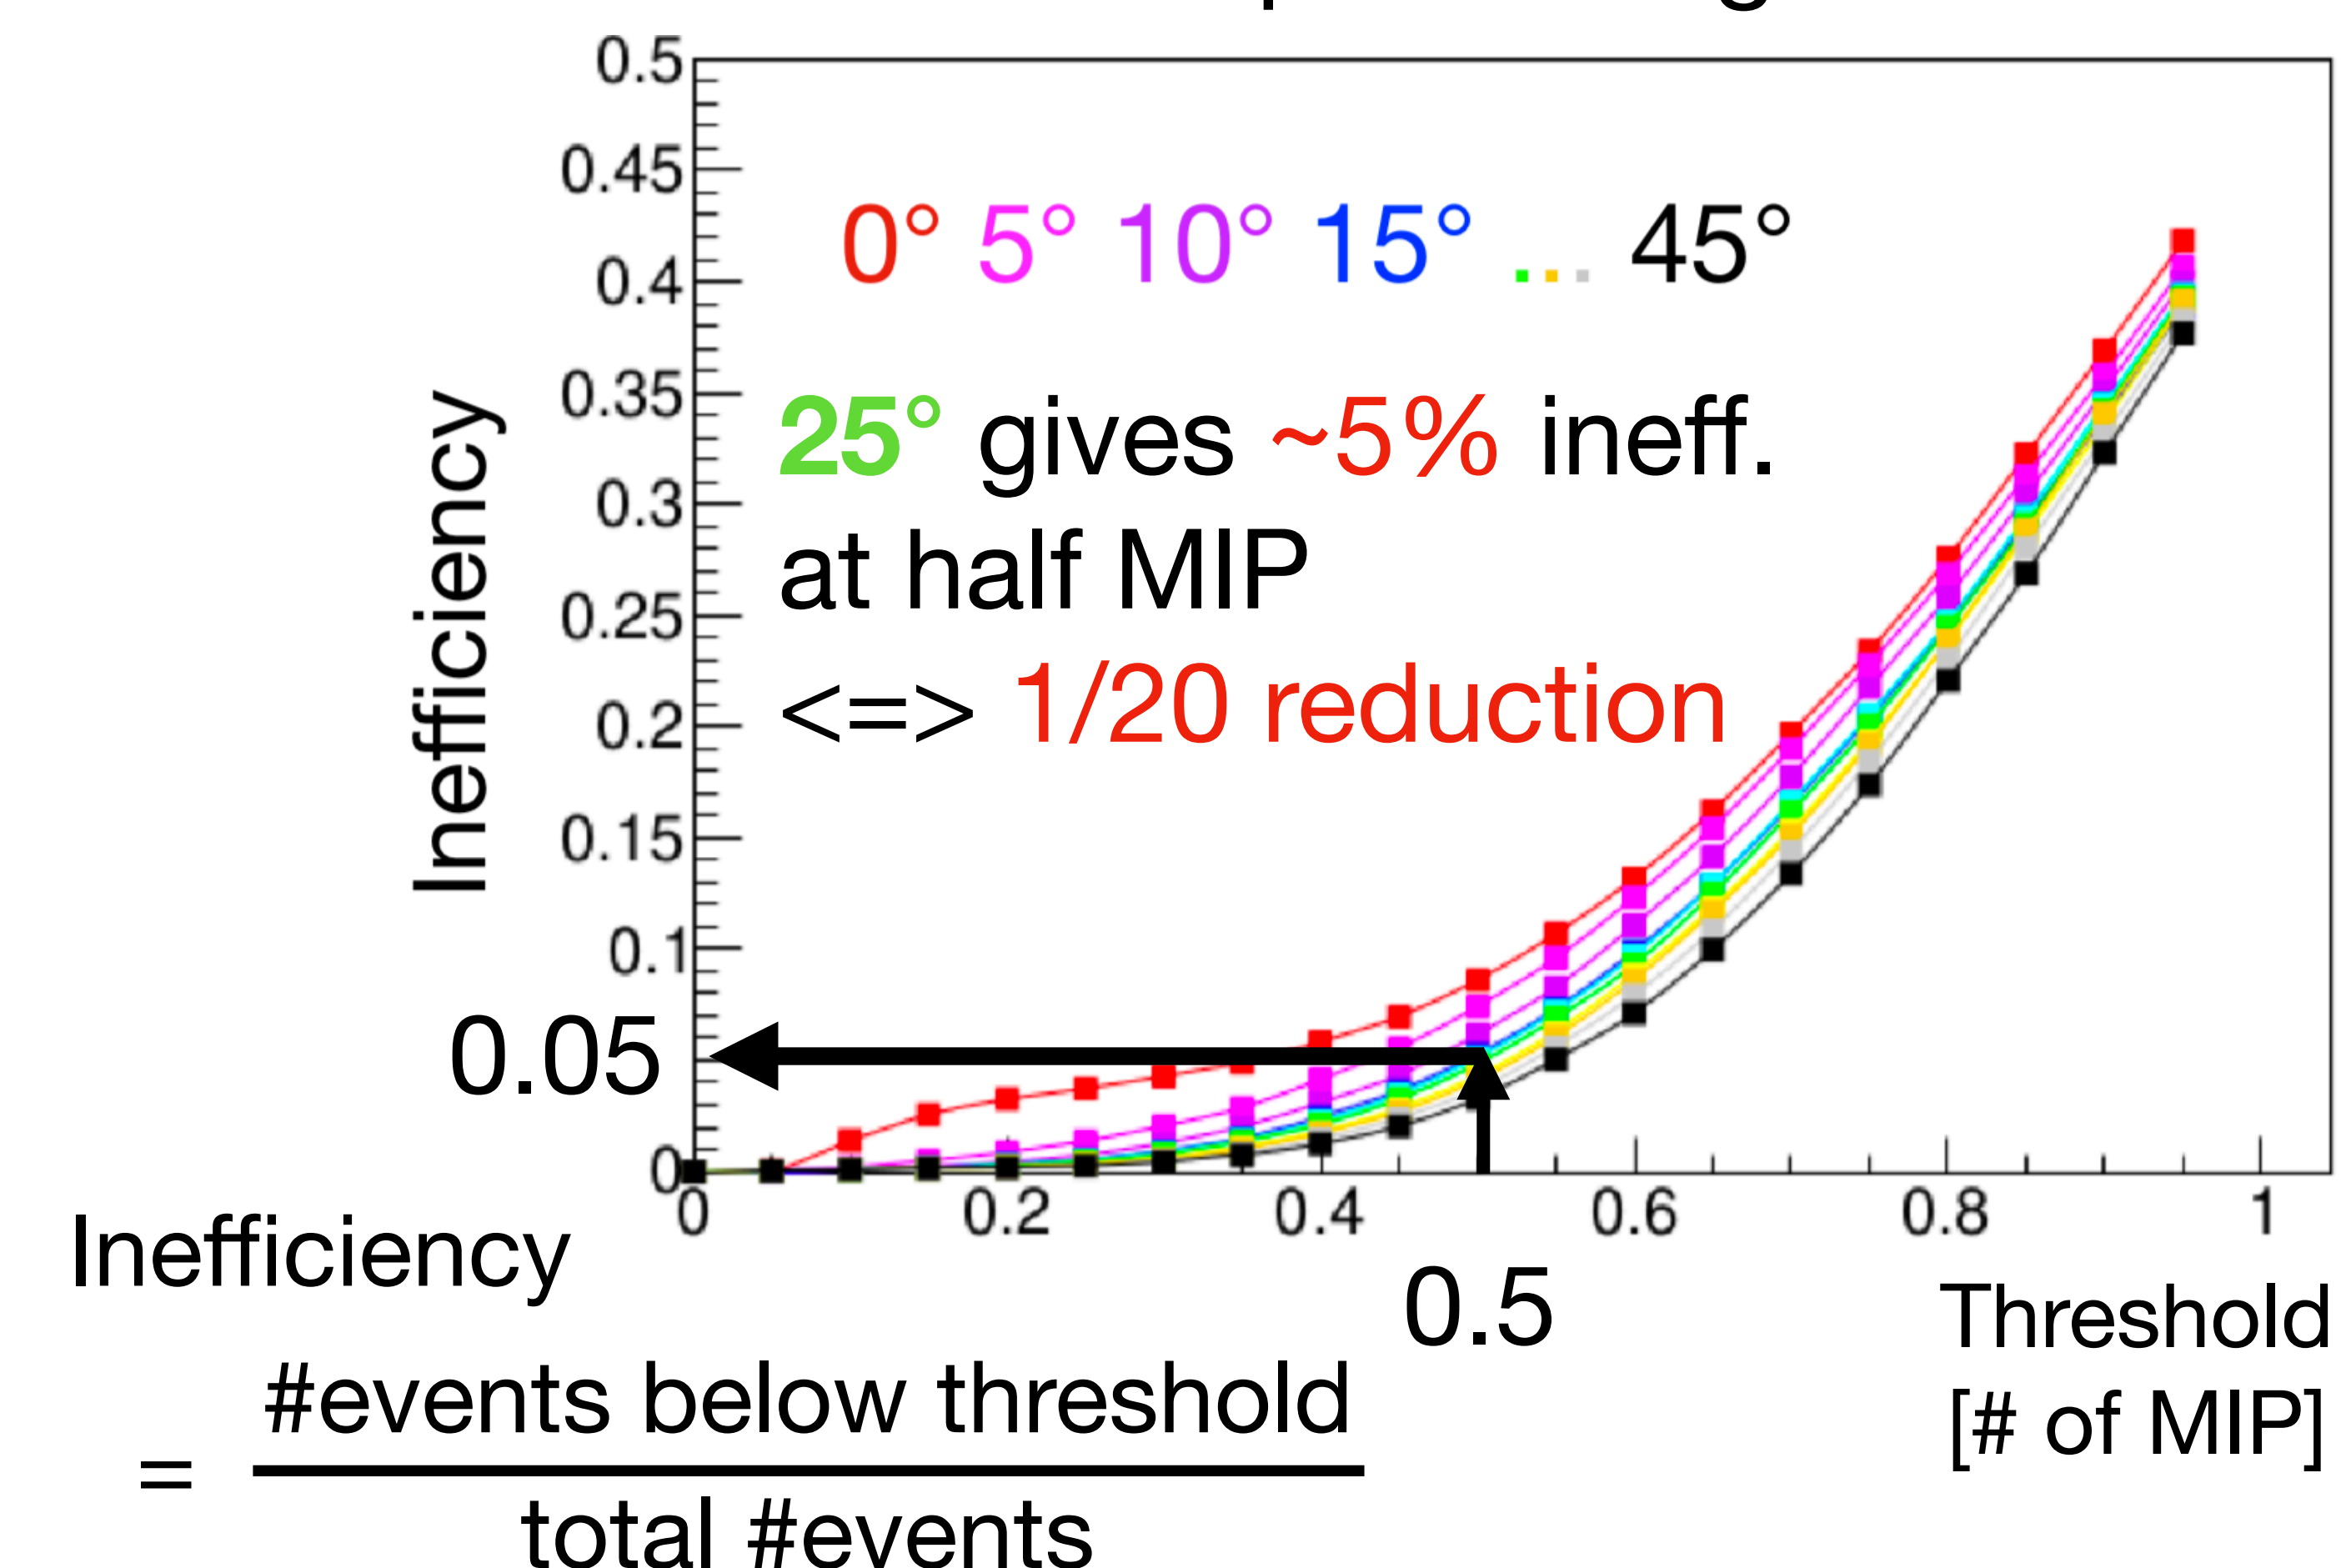 0.5
0.45
0° 5° 10° 15° ... 45°
0.4
0.35
25° gives ~5% ineff.
0.3
at half MIP
0.25
<=> 1/20 reduction
0.2
0.15
0.1
0.05
0
Inefficiency
0 0.2 0.4 0.6 0.8 1
0.5
Threshold
[# of MIP]
Inefficiency
= #events below threshold
total #events